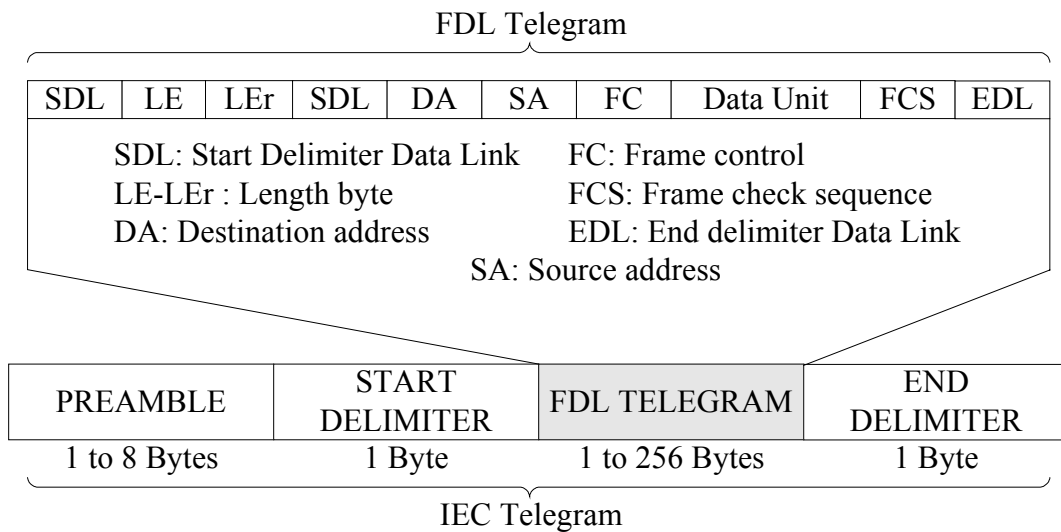 FDL Telegram
SDL LE LEr SDL DA SA FC Data Unit FCS EDL
SDL: Start Delimiter Data Link FC: Frame control
LE-LEr : Length byte FCS: Frame check sequence
DA: Destination address EDL: End delimiter Data Link
SA: Source address
PREAMBLE START DELIMITER FDL TELEGRAM END DELIMITER
1 to 8 Bytes 1 Byte 1 to 256 Bytes 1 Byte
IEC Telegram